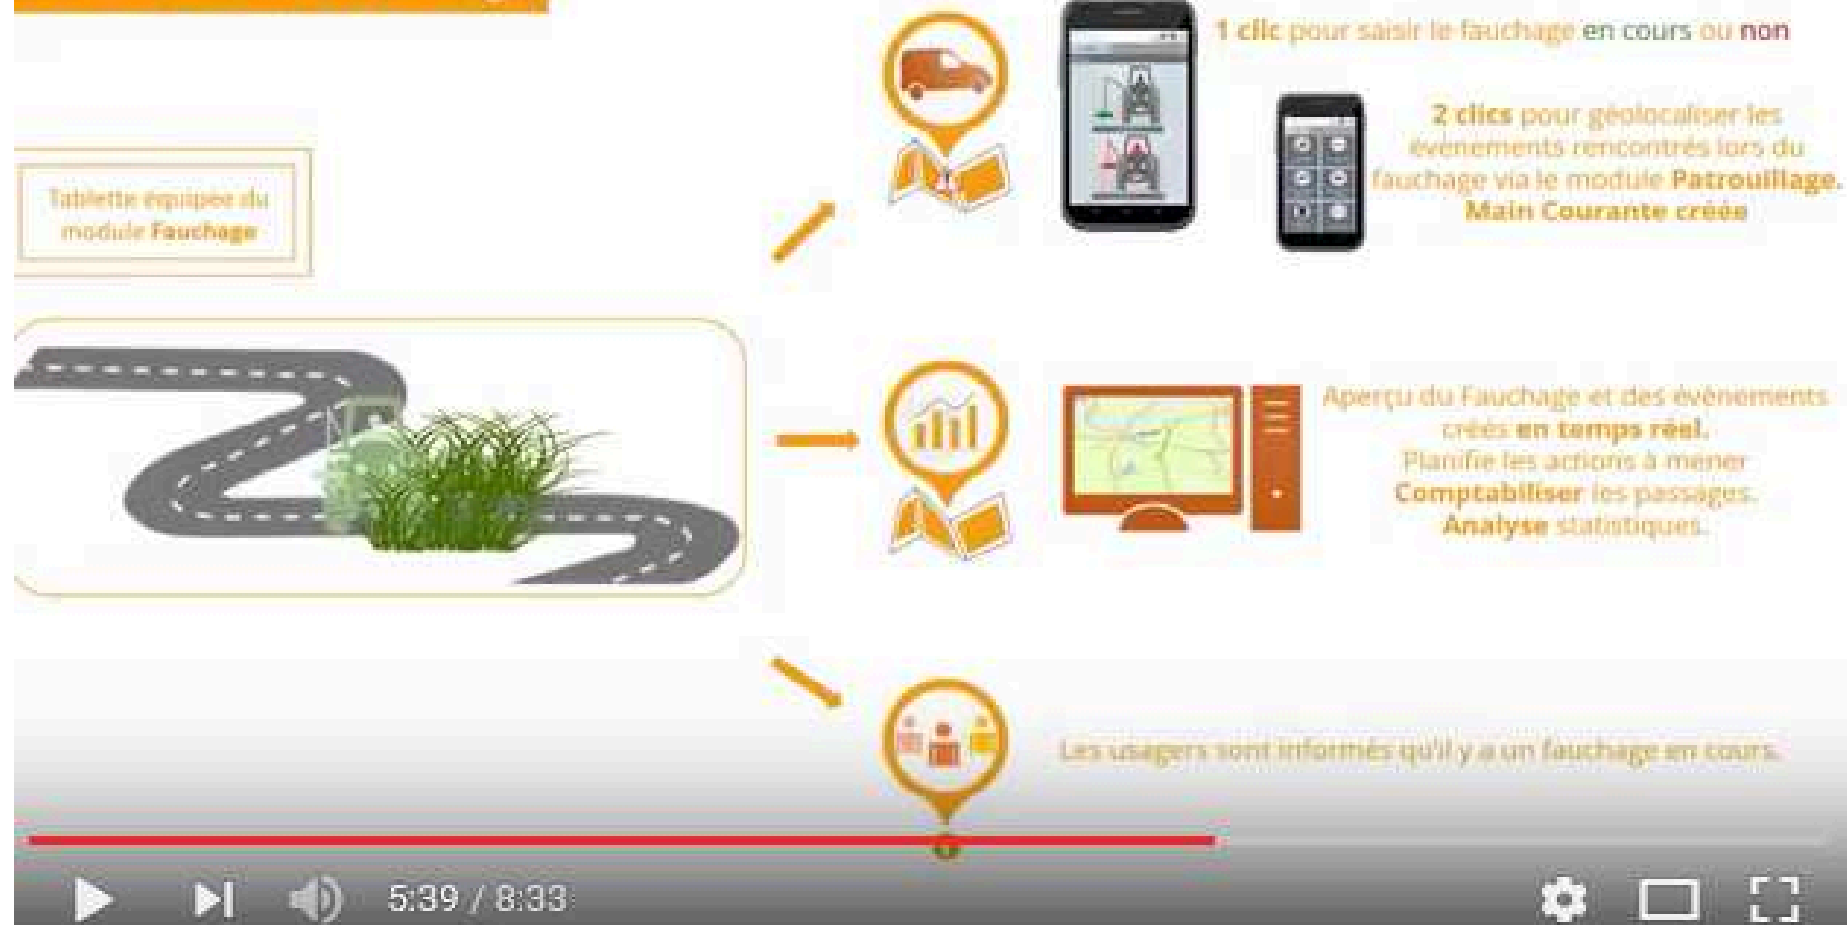 1 clic pour saisir le fauchage en cours ou non
2 clics pour géolocaliser les
évènements rencontrés lors du
fauchage via le module Patrouillage.
Main Courante créée
Tablette équipée du
module Fauchage
Aperçu du Fauchage et des évènements
créés en temps réel.
Planifie les actions à mener
Comptabiliser les passages.
Analyse statistiques.
Les usagers sont informés qu'il y a un fauchage en cours.
5:39 / 8:33